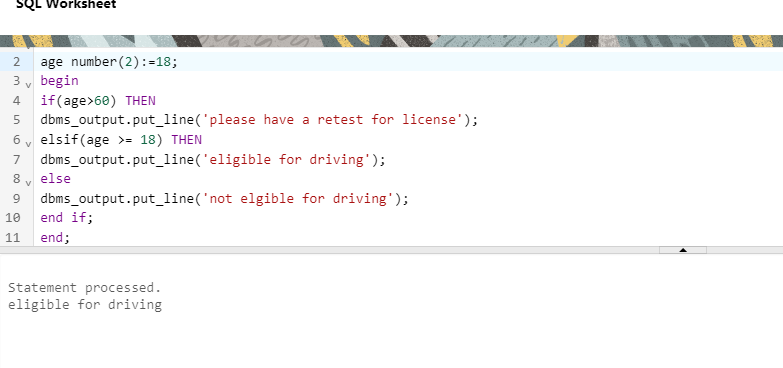 SQL Worksheet
2 age number(2):=18;
3 begin
4 if(age>60) THEN
5 dbms_output.put_line('please have a retest for license');
6 elsif(age >= 18) THEN
7 dbms_output.put_line('eligible for driving');
8 else
9 dbms_output.put_line('not elgible for driving');
10 end if;
11 end;
Statement processed.
eligible for driving